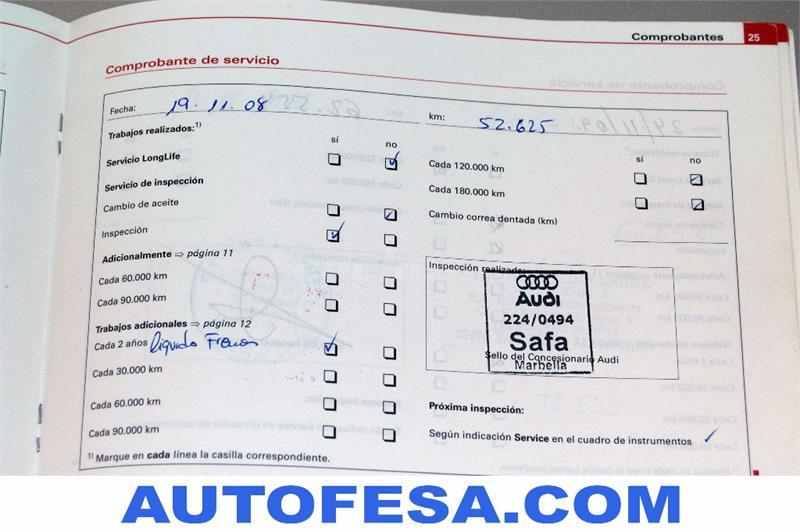 Comprobantes 25
Comprobante de servicio
Fecha: 19.11.08
km: 52.625
Trabajos realizados:1)
sí no
Servicio LongLife
Servicio de inspección
Cambio de aceite
Inspección
Adicionalmente ⇒ página 11
Cada 60.000 km
Cada 90.000 km
Trabajos adicionales ⇒ página 12
Cada 2 años Liquido Frenos
Cada 30.000 km
Cada 60.000 km
Cada 90.000 km
1) Marque en cada línea la casilla correspondiente.
sí no
Cada 120.000 km
Cada 180.000 km
Cambio correa dentada (km)
Inspección realizada:
Audi
224/0494
Safa
Sello del Concesionario Audi
Marbella
Próxima inspección:
Según indicación Service en el cuadro de instrumentos
AUTOFESA.COM